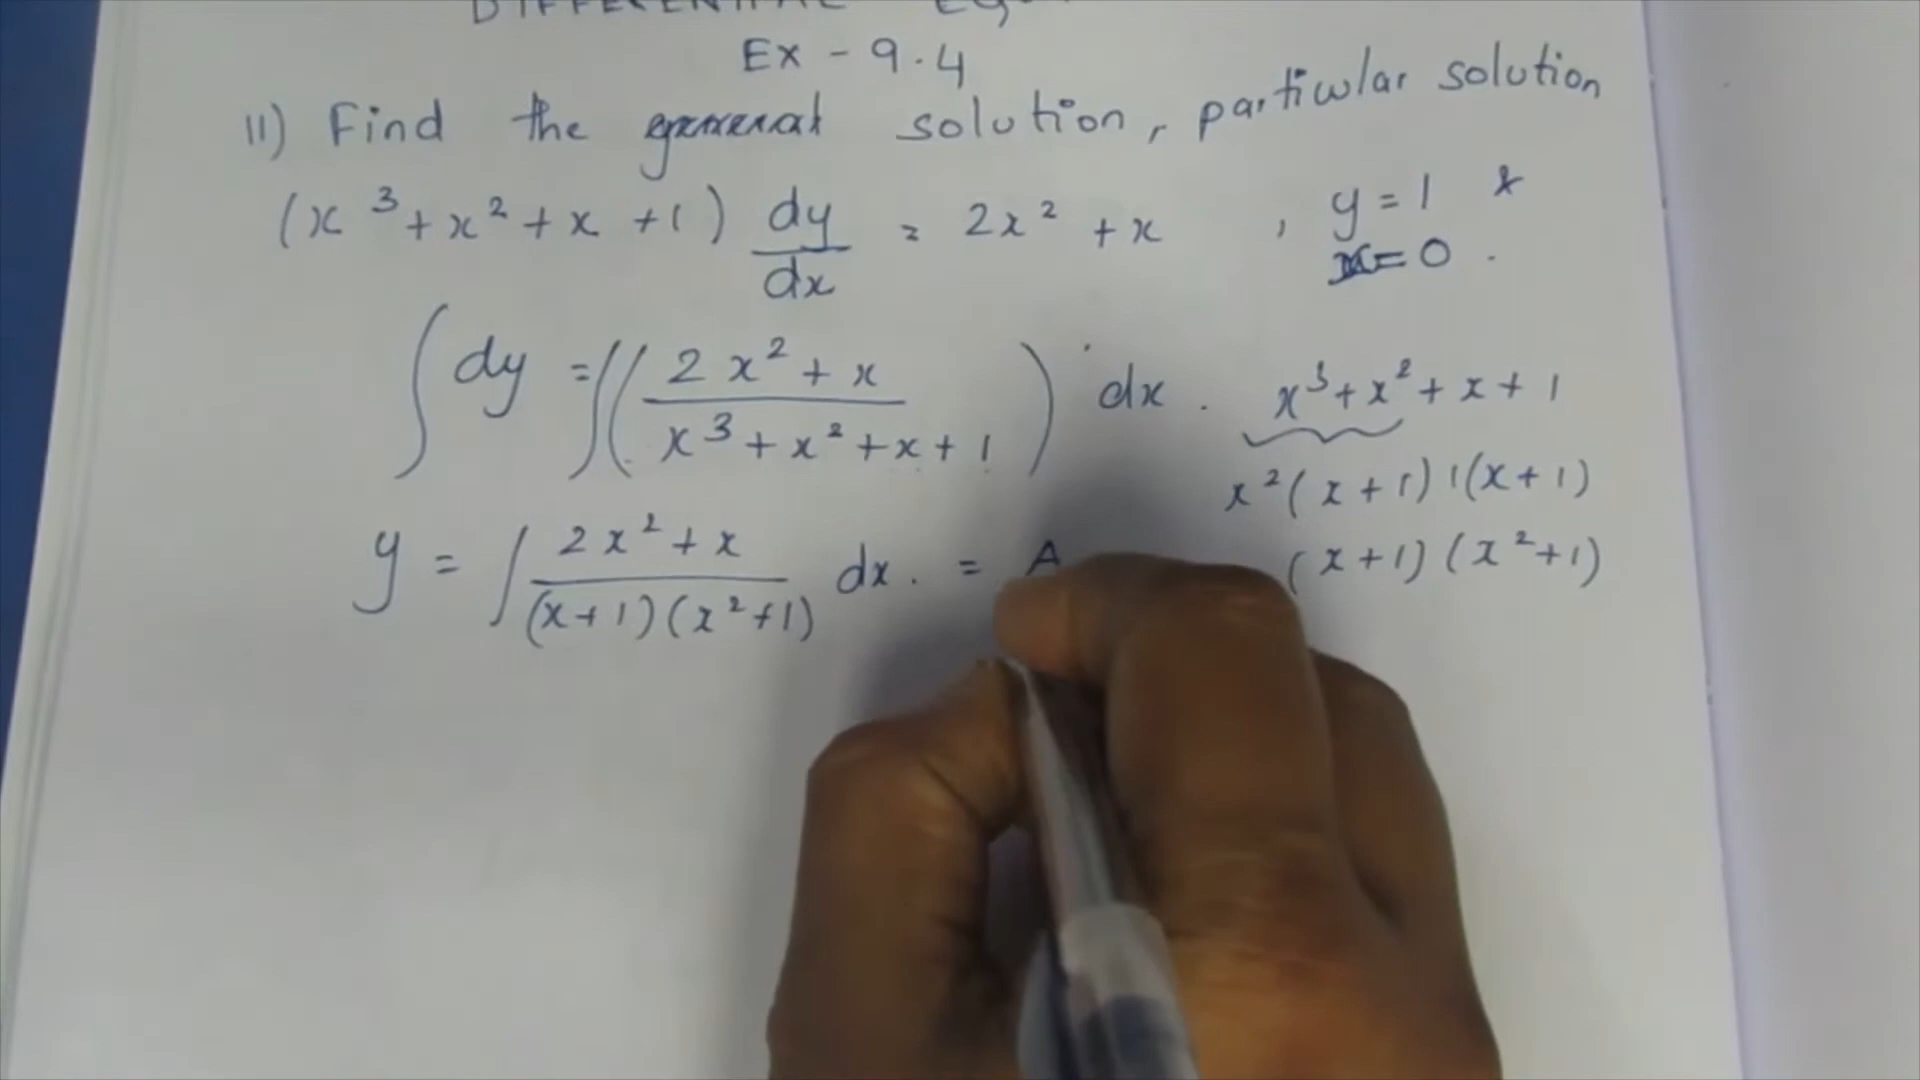 DIFFERENTIAL
Ex - 9.4
11) Find the general solution, particular solution
(x³ + x² + x + 1) dy/dx = 2x² + x , y = 1 &
x = 0 .
∫ dy = ∫ ( 2x² + x / x³ + x² + x + 1 ) dx . x³ + x² + x + 1
x² ( x + 1 ) 1 ( x + 1 )
y = ∫ 2x² + x / (x + 1) (x² + 1) dx . = A
( x + 1 ) ( x² + 1 )